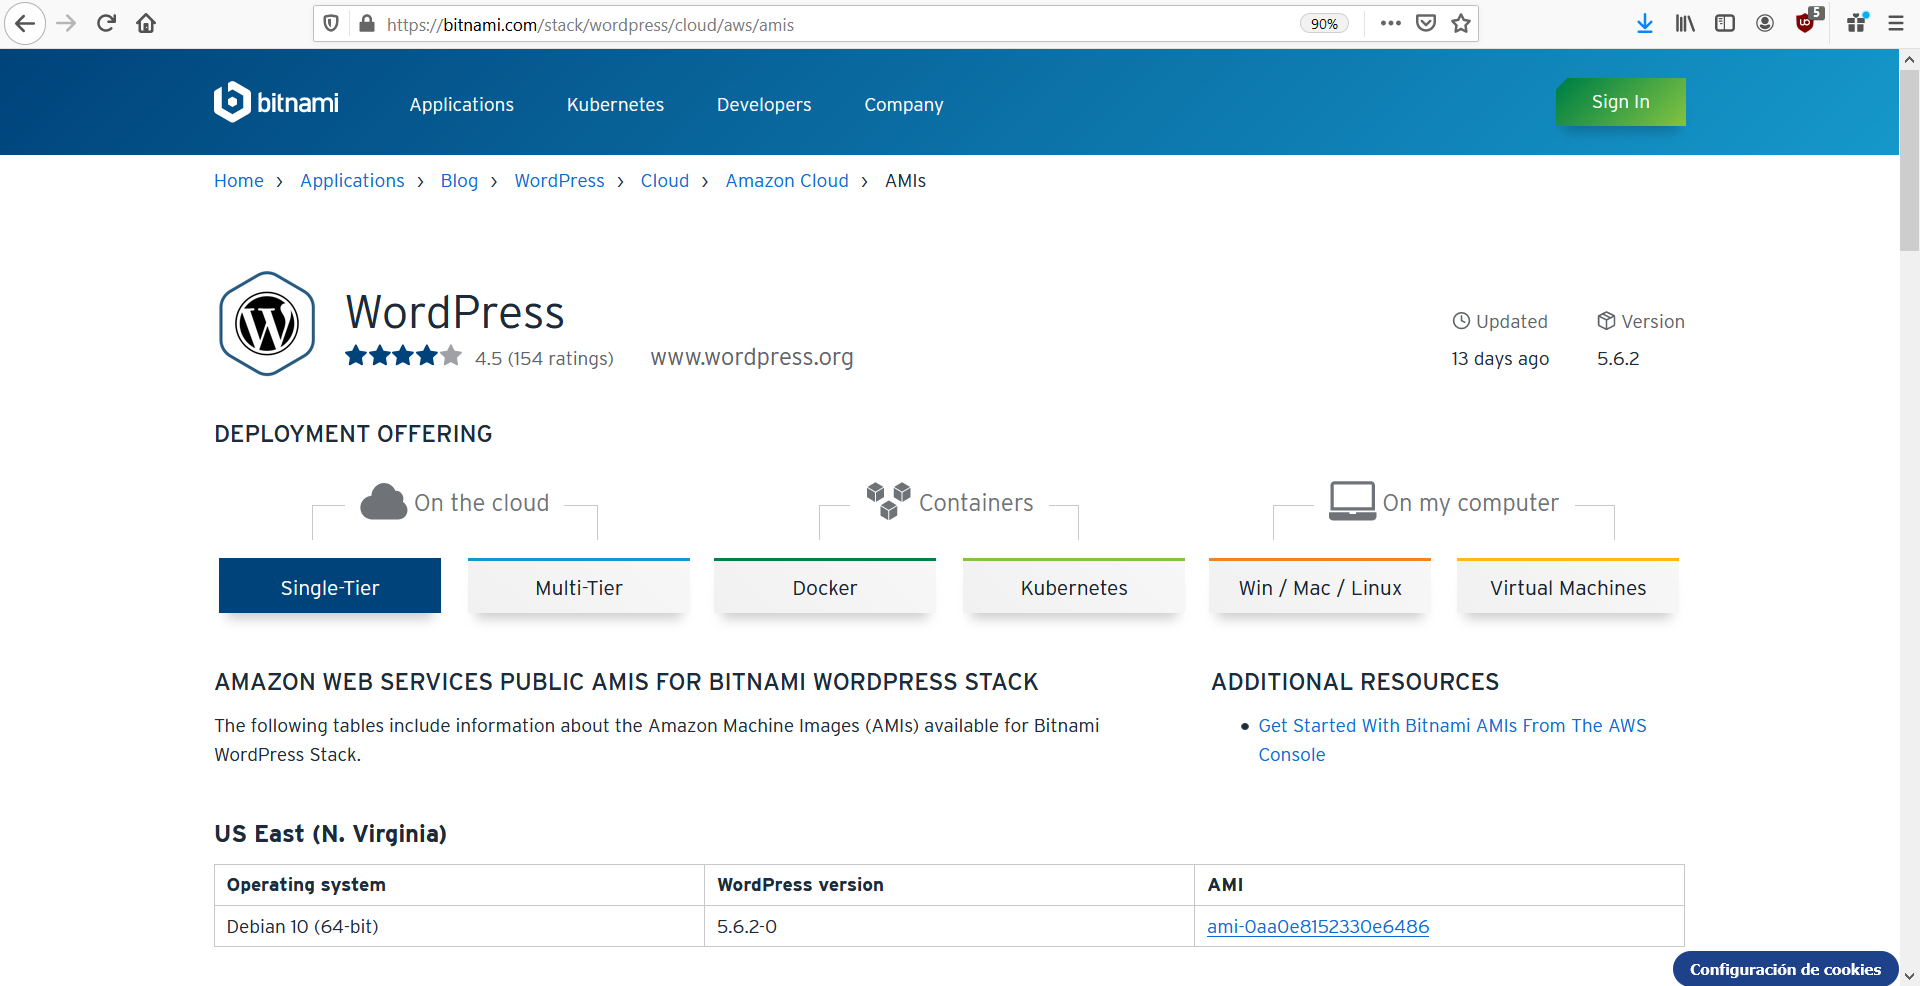 https://bitnami.com/stack/wordpress/cloud/aws/amis
90%
5
bitnami
Applications
Kubernetes
Developers
Company
Sign In
Home › Applications › Blog › WordPress › Cloud › Amazon Cloud › AMIs
W
WordPress
4.5 (154 ratings)
www.wordpress.org
Updated
13 days ago
Version
5.6.2
DEPLOYMENT OFFERING
On the cloud
Containers
On my computer
Single-Tier
Multi-Tier
Docker
Kubernetes
Win / Mac / Linux
Virtual Machines
AMAZON WEB SERVICES PUBLIC AMIS FOR BITNAMI WORDPRESS STACK
The following tables include information about the Amazon Machine Images (AMIs) available for Bitnami
WordPress Stack.
ADDITIONAL RESOURCES
• Get Started With Bitnami AMIs From The AWS
Console
US East (N. Virginia)
Operating system
WordPress version
AMI
Debian 10 (64-bit)
5.6.2-0
ami-0aa0e8152330e6486
Configuración de cookies